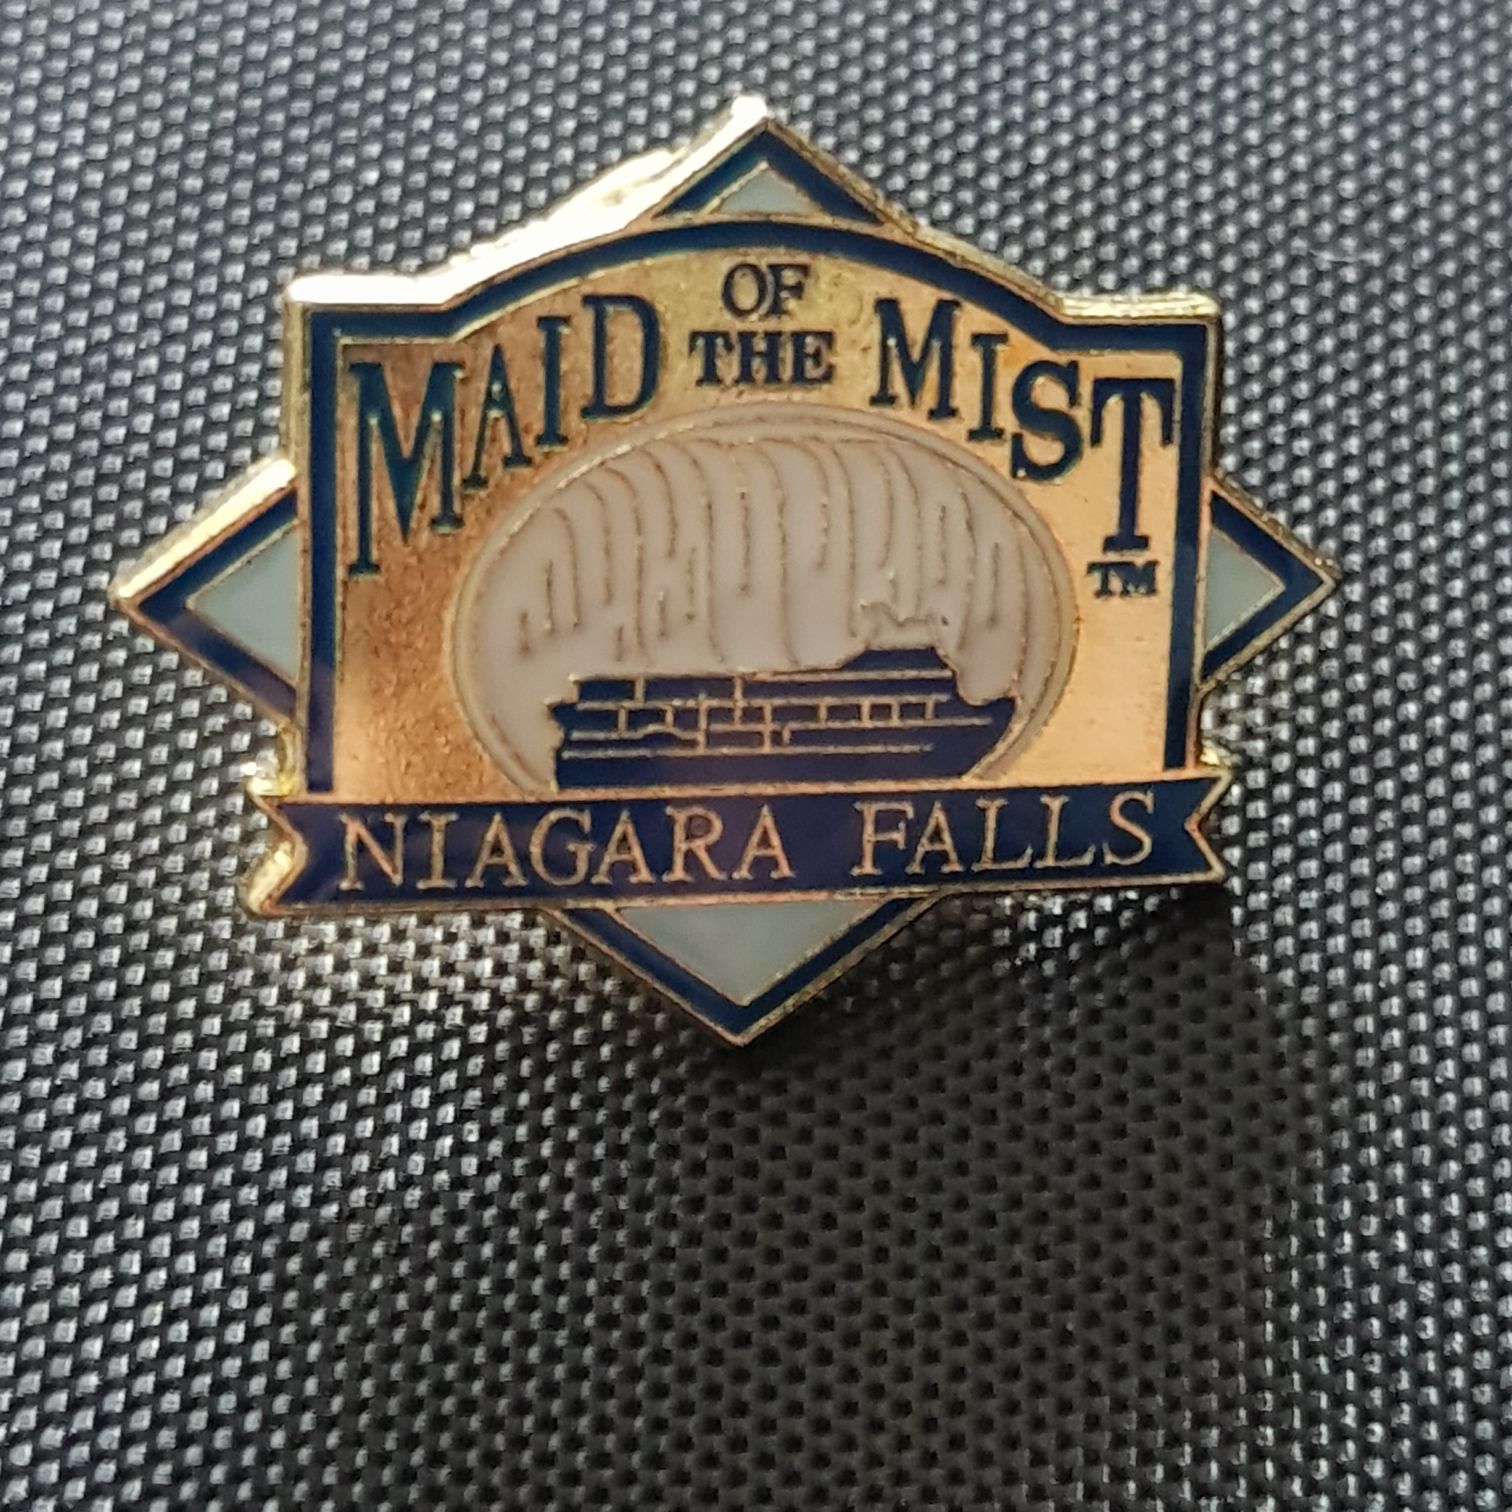 MAID OF THE MIST
TM
NIAGARA FALLS